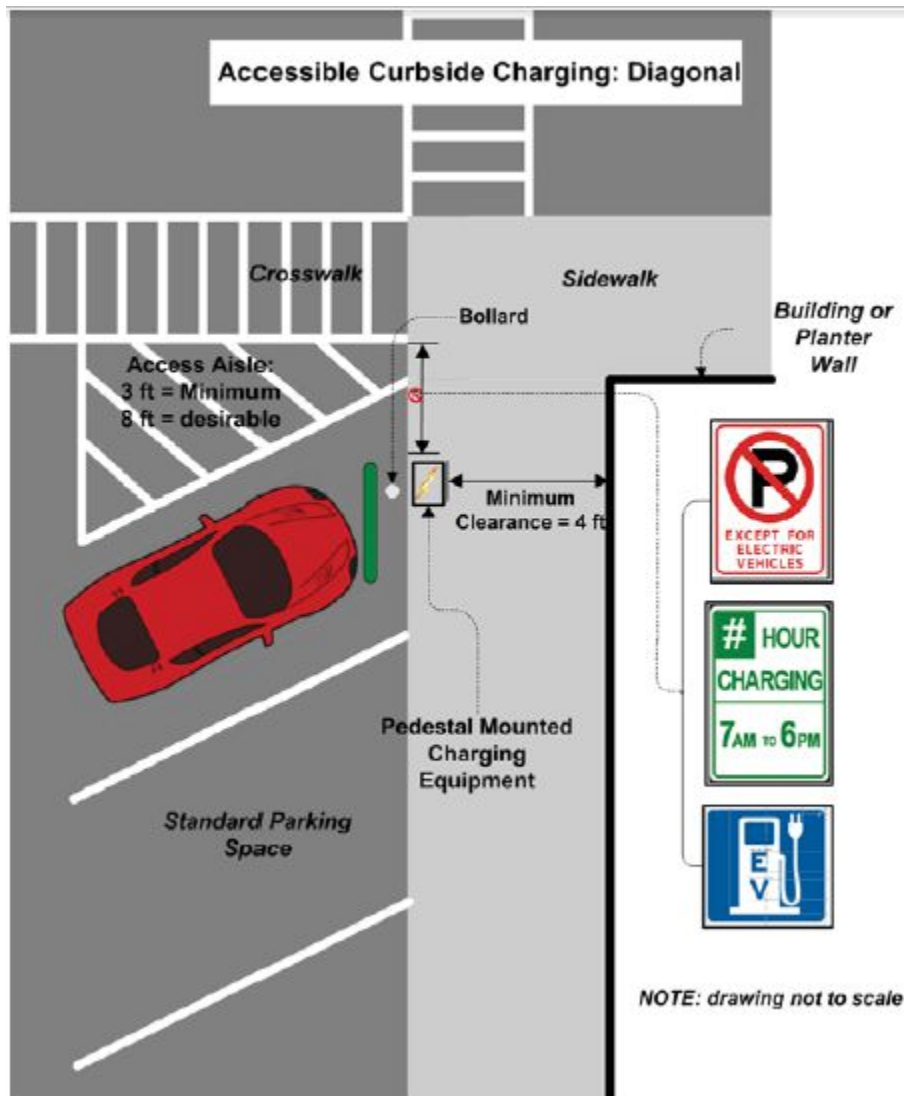 Accessible Curbside Charging: Diagonal
Crosswalk
Sidewalk
Bollard
Building or
Planter
Wall
Access Aisle:
3 ft = Minimum
8 ft = desirable
Minimum
Clearance = 4 ft
P
EXCEPT FOR
ELECTRIC
VEHICLES
# HOUR
CHARGING
7AM TO 6PM
Pedestal Mounted
Charging
Equipment
Standard Parking
Space
E
V
NOTE: drawing not to scale